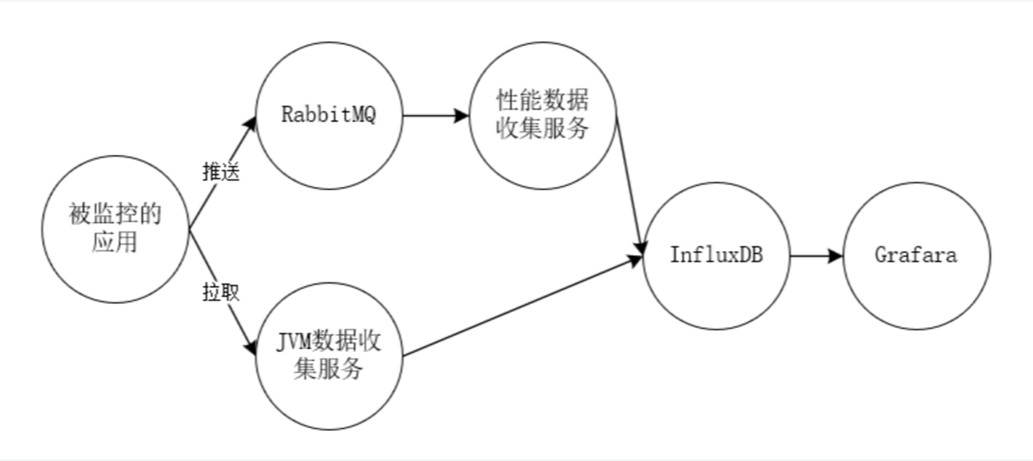 RabbitMQ
性能数据
收集服务
推送
被监控的
应用
InfluxDB
Grafara
拉取
JVM数据收
集服务